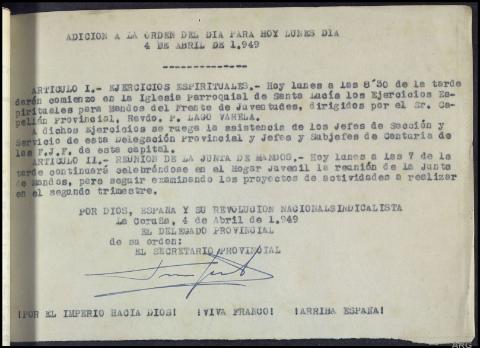 ADICION A LA ORDEN DEL DIA PARA HOY LUNES DIA
4 DE ABRIL DE 1.949
--------------
ARTICULO I.- EJERCICIOS ESPIRITUALES.- Hoy lunes a las 8'30 de la tarde
darán comienzo en la Iglesia Parroquial de Santa Lucía los Ejercicios Es-
pirituales para Mandos del Frente de Juventudes, dirigidos por el Sr. Ca-
pellán Provincial, Revdo. P. LAGO VARELA.
A dichos Ejercicios se ruega la asistencia de los Jefes de Sección y
Servicio de esta Delegación Provincial y Jefes y Subjefes de Centuria de
las F.J.F. de esta capital.
ARTICULO II.- REUNION DE LA JUNTA DE MANDOS.- Hoy lunes a las 7 de la
tarde continuará celebrándose en el Hogar Juvenil la reunión de la Junta
de Mandos, para seguir examinando los proyectos de actividades a realizar
en el segundo trimestre.
POR DIOS, ESPAÑA Y SU REVOLUCION NACIONALSINDICALISTA
La Coruña, 4 de Abril de 1.949
EL DELEGADO PROVINCIAL
de su orden:
EL SECRETARIO PROVINCIAL
¡POR EL IMPERIO HACIA DIOS! ¡VIVA FRANCO! ¡ARRIBA ESPAÑA!
ARG